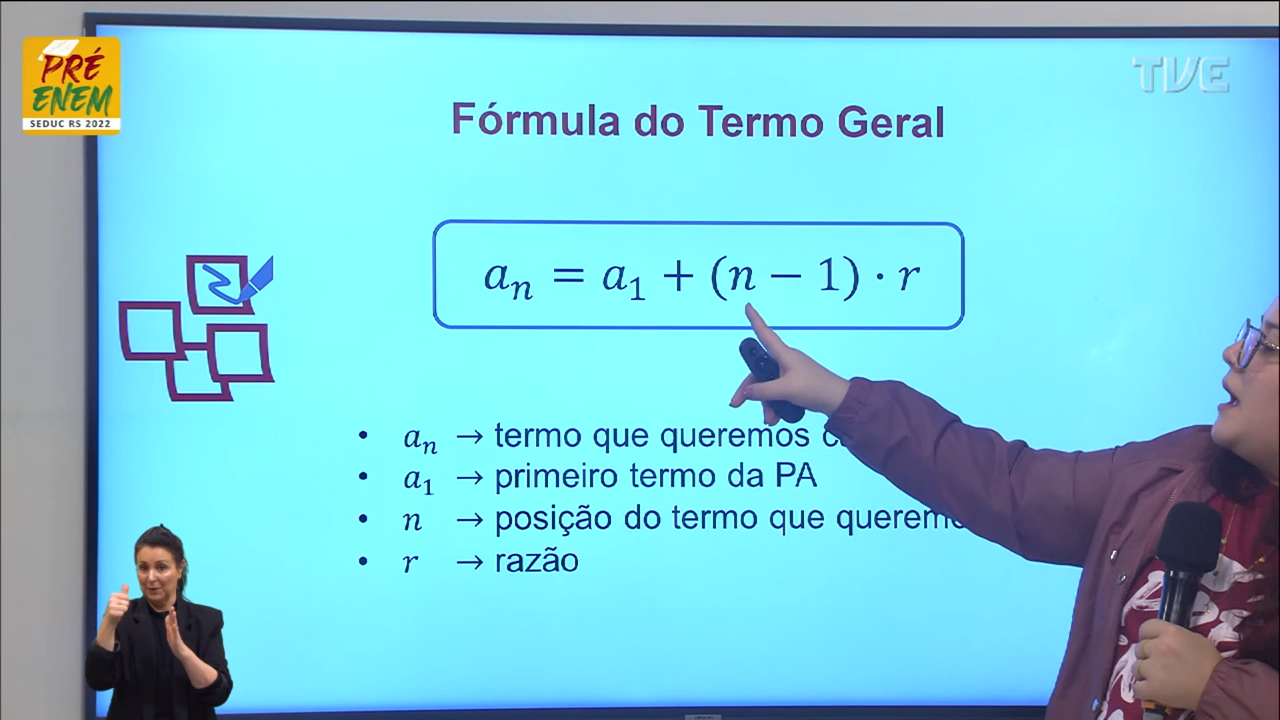 PRÉ
ENEM
SEDUC RS 2022
TVE
Fórmula do Termo Geral
aₙ = a₁ + (n − 1) · r
• aₙ → termo que queremos
• a₁ → primeiro termo da PA
• n → posição do termo que
• r → razão